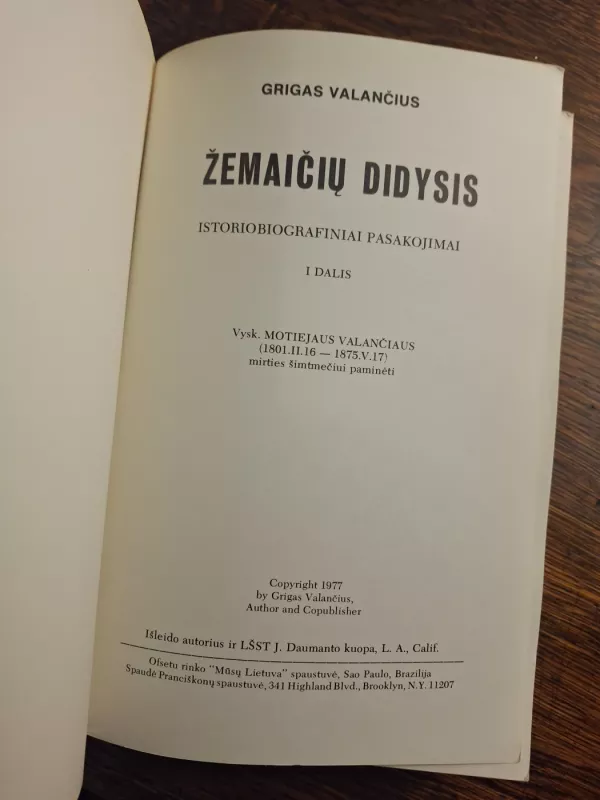 GRIGAS VALANČIUS
ŽEMAIČIŲ DIDYSIS
ISTORIOBIOGRAFINIAI PASAKOJIMAI
I DALIS
Vysk. MOTIEJAUS VALANČIAUS
(1801.II.16 — 1875.V.17)
mirties šimtmečiui paminėti
Copyright 1977
by Grigas Valančius,
Author and Copublisher
Išleido autorius ir LŠST J. Daumanto kuopa, L. A., Calif.
Ofsetu rinko "Mūsų Lietuva" spaustuvė, Sao Paulo, Brazilija
Spaudė Pranciškonų spaustuvė, 341 Highland Blvd., Brooklyn, N.Y. 11207